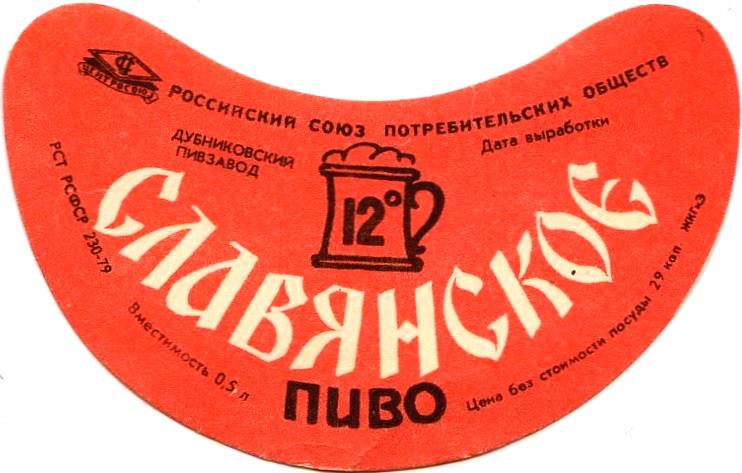 ЦЕНТРОСОЮЗ
РОССИЙСКИЙ СОЮЗ ПОТРЕБИТЕЛЬСКИХ ОБЩЕСТВ
ДУБНИКОВСКИЙ
ПИВЗАВОД
Дата выработки
12°
РСТ РСФСР 230-79
СЛАВЯНСКОЕ
Вместимость 0,5 л
ПИВО
Цена без стоимости посуды 29 коп